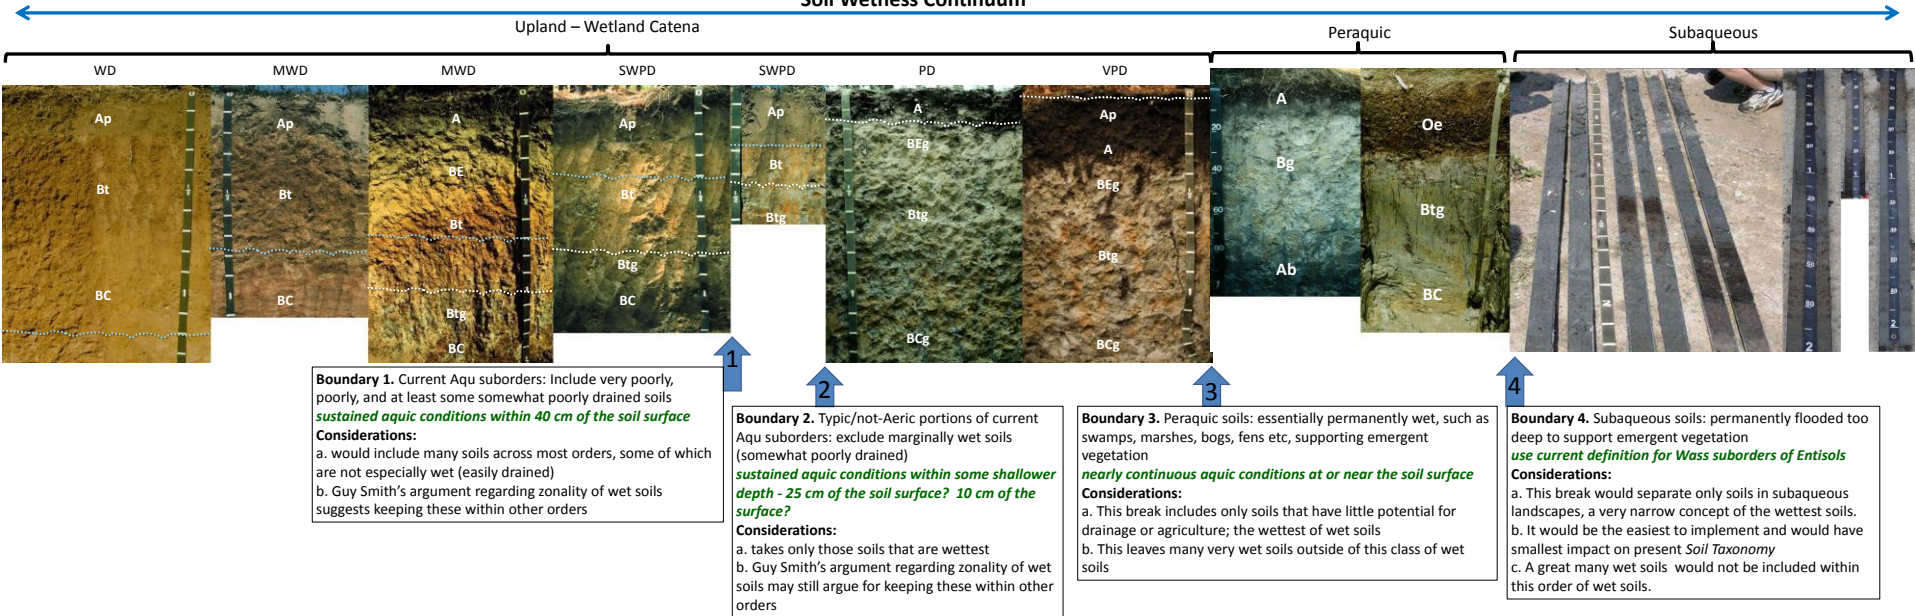 Soil Wetness Continuum
Upland – Wetland Catena
Peraquic
Subaqueous
WD
MWD
MWD
SWPD
SWPD
PD
VPD
Ap
Bt
BC
Ap
Bt
BC
A
BE
Bt
Btg
BC
Ap
Bt
Btg
BC
Ap
Bt
Btg
A
BEg
Btg
BCg
Ap
A
BEg
Btg
BCg
A
Bg
Ab
Oe
Btg
BC
1
2
3
4
Boundary 1. Current Aqu suborders: Include very poorly,
poorly, and at least some somewhat poorly drained soils
sustained aquic conditions within 40 cm of the soil surface
Considerations:
a. would include many soils across most orders, some of which
are not especially wet (easily drained)
b. Guy Smith’s argument regarding zonality of wet soils
suggests keeping these within other orders
Boundary 2. Typic/not-Aeric portions of current
Aqu suborders: exclude marginally wet soils
(somewhat poorly drained)
sustained aquic conditions within some shallower
depth - 25 cm of the soil surface? 10 cm of the
surface?
Considerations:
a. takes only those soils that are wettest
b. Guy Smith’s argument regarding zonality of wet
soils may still argue for keeping these within other
orders
Boundary 3. Peraquic soils: essentially permanently wet, such as
swamps, marshes, bogs, fens etc, supporting emergent
vegetation
nearly continuous aquic conditions at or near the soil surface
Considerations:
a. This break includes only soils that have little potential for
drainage or agriculture; the wettest of wet soils
b. This leaves many very wet soils outside of this class of wet
soils
Boundary 4. Subaqueous soils: permanently flooded too
deep to support emergent vegetation
use current definition for Wass suborders of Entisols
Considerations:
a. This break would separate only soils in subaqueous
landscapes, a very narrow concept of the wettest soils.
b. It would be the easiest to implement and would have
smallest impact on present Soil Taxonomy
c. A great many wet soils would not be included within
this order of wet soils.